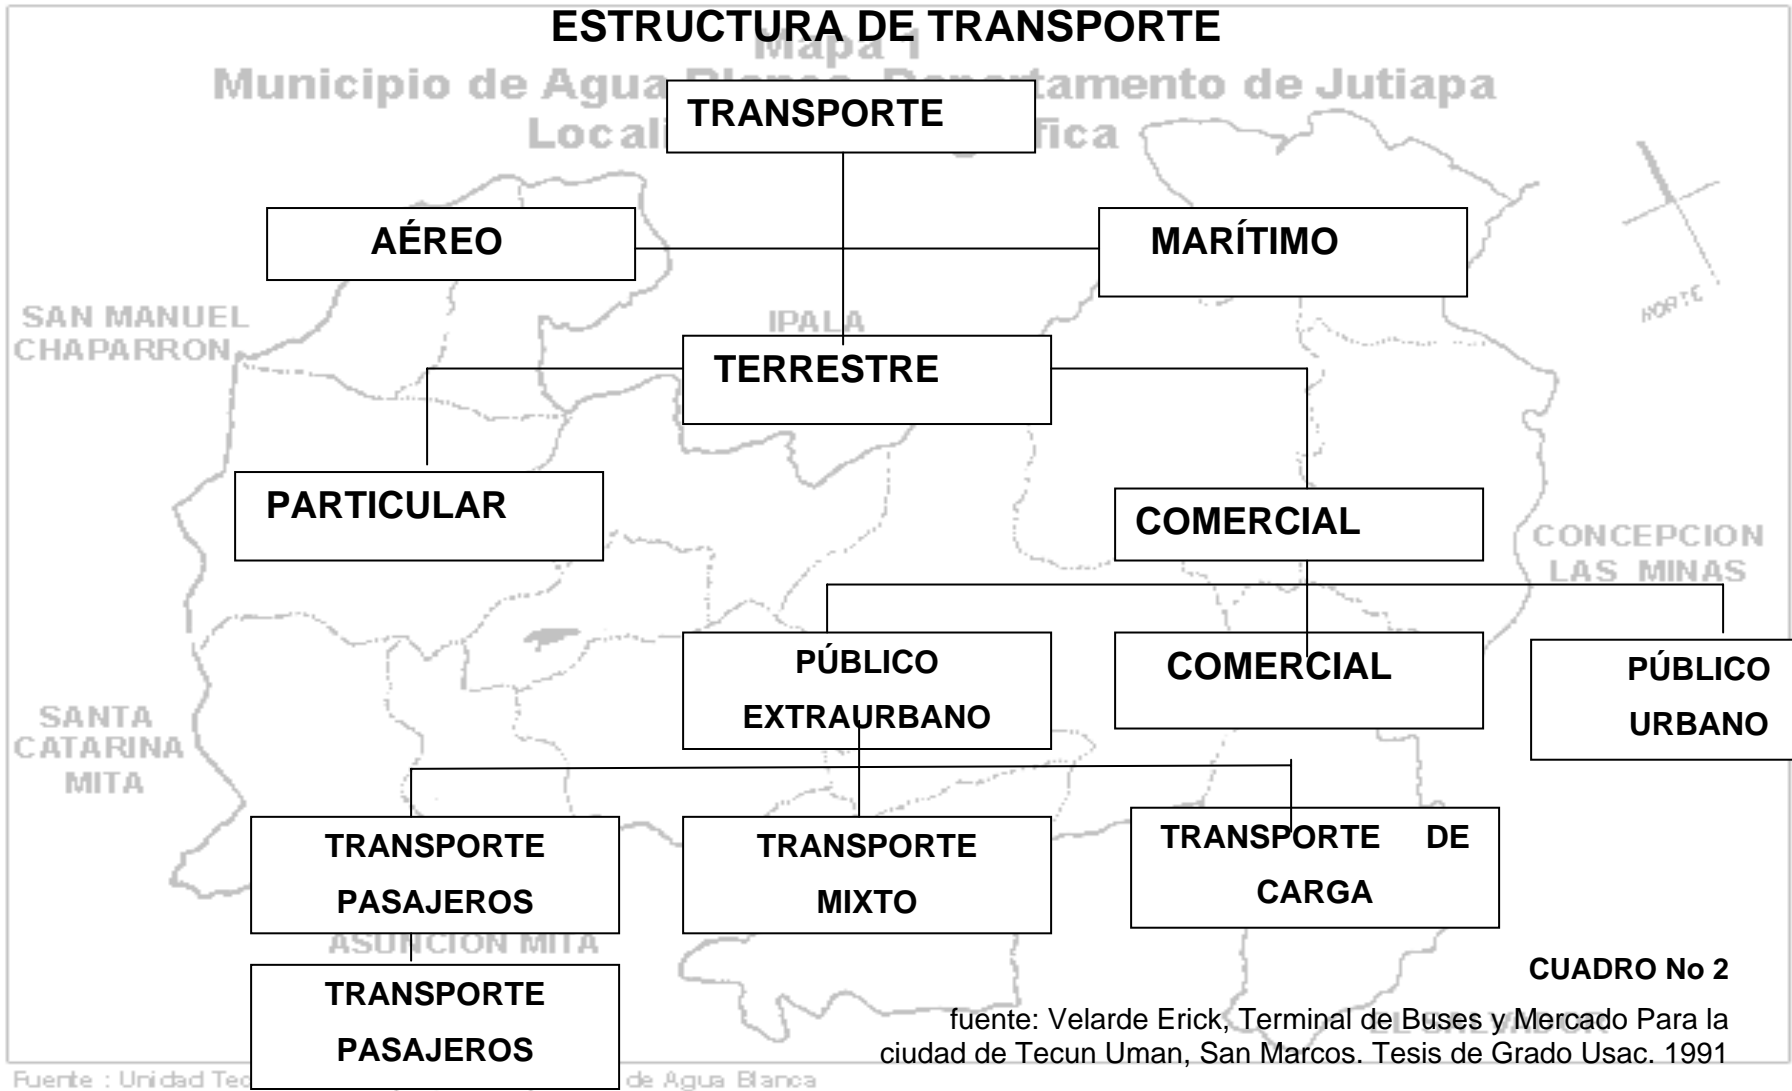 ESTRUCTURA DE TRANSPORTE
Mapa 1
Municipio de Agua tamento de Jutiapa
TRANSPORTE
AÉREO
MARÍTIMO
NORTE
SAN MANUEL
CHAPARRON
IPALA
TERRESTRE
PARTICULAR
COMERCIAL
CONCEPCION
LAS MINAS
PÚBLICO
EXTRAURBANO
COMERCIAL
PÚBLICO
URBANO
SANTA
CATARINA
MITA
TRANSPORTE
PASAJEROS
TRANSPORTE
MIXTO
TRANSPORTE DE
CARGA
ASUNCION MITA
TRANSPORTE
PASAJEROS
CUADRO No 2
EL SALVADOR
fuente: Velarde Erick, Terminal de Buses y Mercado Para la
ciudad de Tecun Uman, San Marcos. Tesis de Grado Usac. 1991
Fuente : Unidad Tec de Agua Blanca